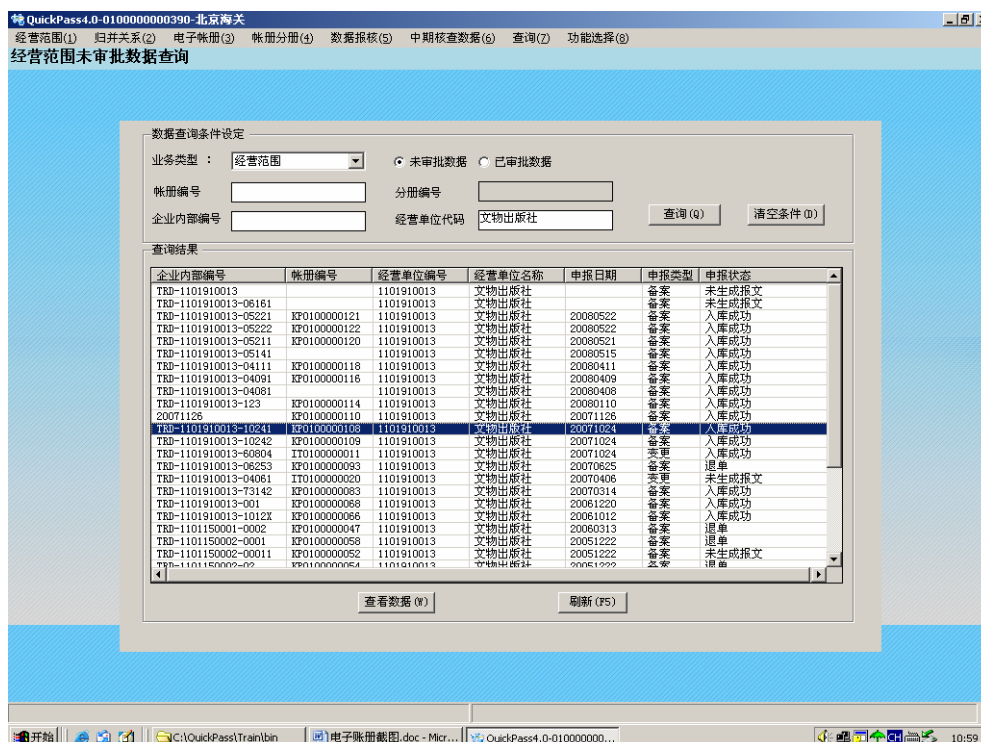 QuickPass4.0-0100000000390-北京海关
经营范围(1) 归并关系(2) 电子帐册(3) 帐册分册(4) 数据报核(5) 中期核查数据(6) 查询(7) 功能选择(8)
经营范围未审批数据查询
数据查询条件设定
业务类型 : 经营范围 未审批数据 已审批数据
帐册编号 分册编号
企业内部编号 经营单位代码 文物出版社 查询(Q) 清空条件(D)
查询结果
企业内部编号 帐册编号 经营单位编号 经营单位名称 申报日期 申报类型 申报状态
TRD-1101910013 1101910013 文物出版社 备案 未生成报文
TRD-1101910013-06161 1101910013 文物出版社 备案 未生成报文
TRD-1101910013-05221 KP0100000121 1101910013 文物出版社 20080522 备案 入库成功
TRD-1101910013-05222 KP0100000122 1101910013 文物出版社 20080522 备案 入库成功
TRD-1101910013-05211 KP0100000120 1101910013 文物出版社 20080521 备案 入库成功
TRD-1101910013-05141 1101910013 文物出版社 20080515 备案 入库成功
TRD-1101910013-04111 KP0100000118 1101910013 文物出版社 20080411 备案 入库成功
TRD-1101910013-04091 KP0100000116 1101910013 文物出版社 20080409 备案 入库成功
TRD-1101910013-04081 1101910013 文物出版社 20080408 备案 入库成功
TRD-1101910013-123 KP0100000114 1101910013 文物出版社 20080110 备案 入库成功
20071126 KP0100000110 1101910013 文物出版社 20071126 备案 入库成功
TRD-1101910013-10241 KP0100000108 1101910013 文物出版社 20071024 备案 入库成功
TRD-1101910013-10242 KP0100000109 1101910013 文物出版社 20071024 备案 入库成功
TRD-1101910013-60804 IT0100000011 1101910013 文物出版社 20071024 变更 入库成功
TRD-1101910013-06253 KP0100000093 1101910013 文物出版社 20070625 备案 退单
TRD-1101910013-04061 IT0100000020 1101910013 文物出版社 20070406 变更 未生成报文
TRD-1101910013-73142 KP0100000083 1101910013 文物出版社 20070314 备案 入库成功
TRD-1101910013-001 KP0100000068 1101910013 文物出版社 20061220 备案 入库成功
TRD-1101910013-1012X KP0100000066 1101910013 文物出版社 20061012 备案 入库成功
TRD-1101150001-0002 KP0100000047 1101910013 文物出版社 20060313 备案 退单
TRD-1101150002-0001 KP0100000058 1101910013 文物出版社 20051222 备案 退单
TRD-1101150002-00011 KP0100000052 1101910013 文物出版社 20051222 备案 未生成报文
TRD-1101150002-02 KP0100000054 1101910013 文物出版社 20051222 备案 退单
查看数据(W) 刷新(F5)
开始 C:\QuickPass\Train\bin 电子账册截图.doc - Micr... QuickPass4.0-010000000... CH 10:59